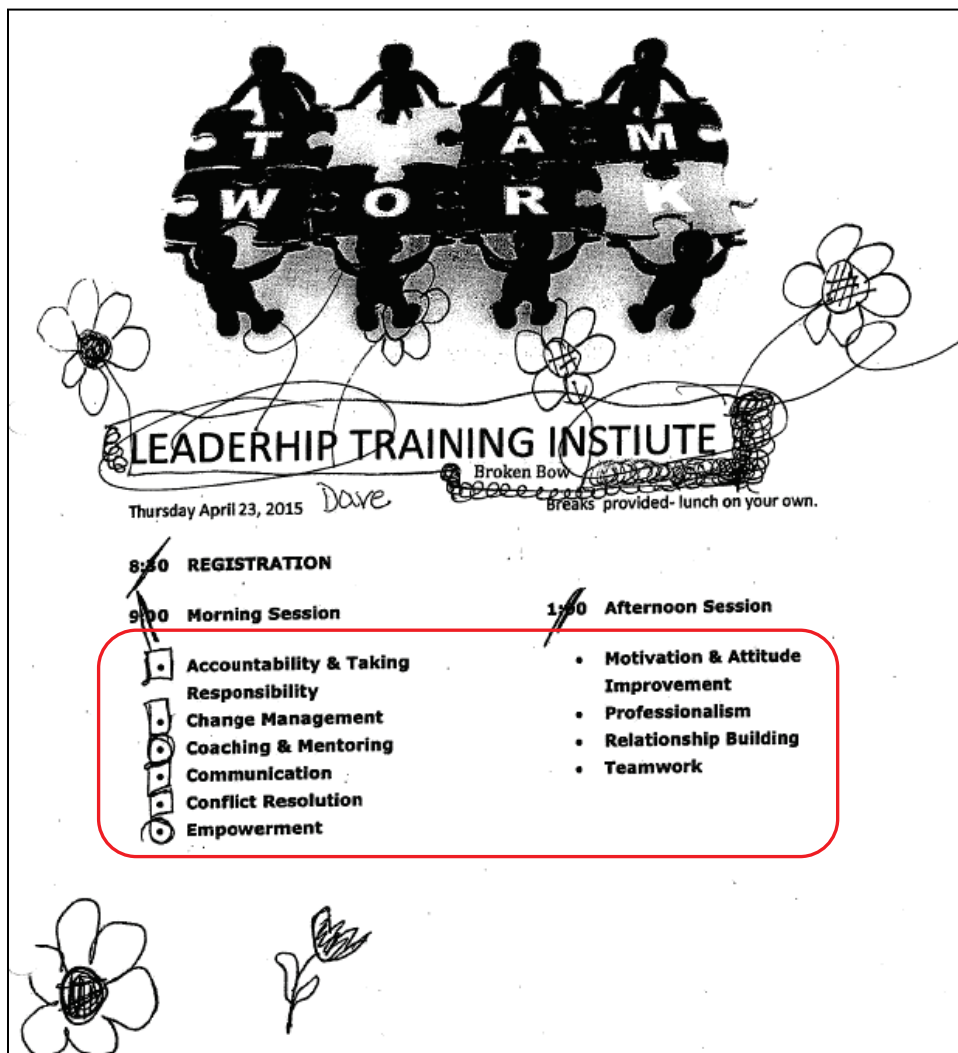 T AM
WORK
LEADERHIP TRAINING INSTIUTE
Broken Bow
Thursday April 23, 2015 Dave Breaks provided- lunch on your own.
8:30 REGISTRATION
9:00 Morning Session
1:00 Afternoon Session
• Accountability & Taking
Responsibility
• Change Management
• Coaching & Mentoring
• Communication
• Conflict Resolution
• Empowerment
• Motivation & Attitude
Improvement
• Professionalism
• Relationship Building
• Teamwork